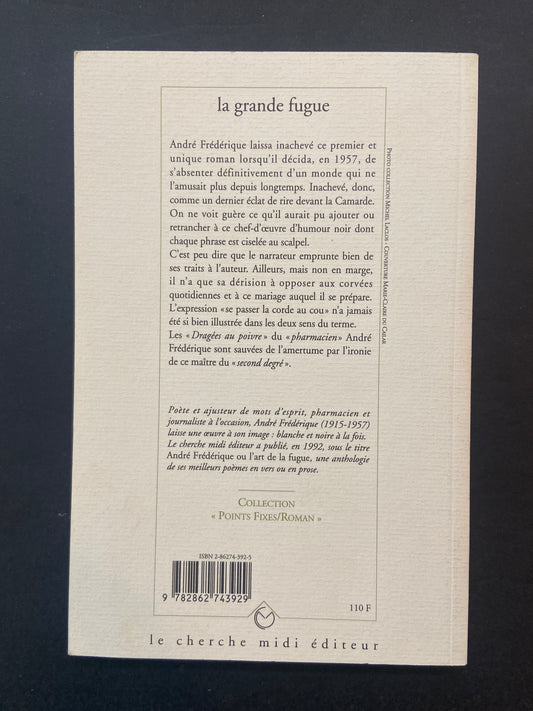 la grande fugue
André Frédérique laissa inachevé ce premier et
unique roman lorsqu'il décida, en 1957, de
s'absenter définitivement d'un monde qui ne
l'amusait plus depuis longtemps. Inachevé, donc,
comme un dernier éclat de rire devant la Camarde.
On ne voit guère ce qu'il aurait pu ajouter ou
retrancher à ce chef-d'œuvre d'humour noir dont
chaque phrase est ciselée au scalpel.
C'est peu dire que le narrateur emprunte bien de
ses traits à l'auteur. Ailleurs, mais non en marge,
il n'a que sa dérision à opposer aux corvées
quotidiennes et à ce mariage auquel il se prépare.
L'expression «se passer la corde au cou» n'a jamais
été si bien illustrée dans les deux sens du terme.
Les «Dragées au poivre» du «pharmacien» André
Frédérique sont sauvées de l'amertume par l'ironie
de ce maître du «second degré».
Poète et ajusteur de mots d'esprit, pharmacien et
journaliste à l'occasion, André Frédérique (1915-1957)
laisse une œuvre à son image : blanche et noire à la fois.
Le cherche midi éditeur a publié, en 1992, sous le titre
André Frédérique ou l'art de la fugue, une anthologie
de ses meilleurs poèmes en vers ou en prose.
COLLECTION
« POINTS FIXES/ROMAN »
ISBN 2-86274-392-5
9 782862 743929
110 F
le cherche midi éditeur
PHOTO COLLECTION MICHEL LACLOS - COUVERTURE MARIE-CLAIRE DU CAILAR